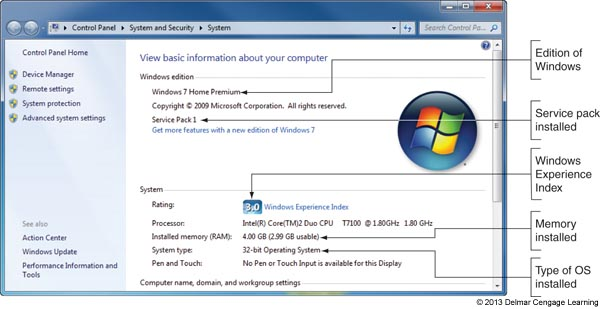 Control Panel ▸ System and Security ▸ System
Search Control Pa...
Control Panel Home
Device Manager
Remote settings
System protection
Advanced system settings
See also
Action Center
Windows Update
Performance Information and
Tools
View basic information about your computer
Windows edition
Windows 7 Home Premium
Copyright © 2009 Microsoft Corporation. All rights reserved.
Service Pack 1
Get more features with a new edition of Windows 7
System
Rating: 3.0 Windows Experience Index
Processor: Intel(R) Core(TM)2 Duo CPU T7100 @ 1.80GHz 1.80 GHz
Installed memory (RAM): 4.00 GB (2.99 GB usable)
System type: 32-bit Operating System
Pen and Touch: No Pen or Touch Input is available for this Display
Computer name, domain, and workgroup settings
Edition of
Windows
Service pack
installed
Windows
Experience
Index
Memory
installed
Type of OS
installed
© 2013 Delmar Cengage Learning